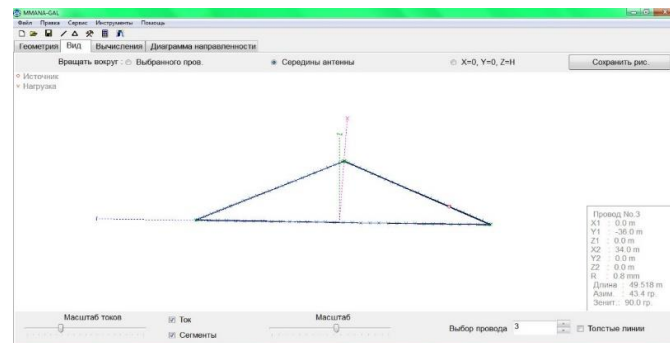 MMANA-GAL
Файл Правка Сервис Инструменты Помощь
Геометрия Вид Вычисления Диаграмма направленности
Вращать вокруг : Выбранного пров. Середины антенны X=0, Y=0, Z=H Сохранить рис.
Источник
Нагрузка
Провод No.3
X1 : 0.0 m
Y1 : -36.0 m
Z1 : 0.0 m
X2 : 34.0 m
Y2 : 0.0 m
Z2 : 0.0 m
R : 0.8 mm
Длина : 49.518 m
Азим. : 43.4 гр.
Зенит.: 90.0 гр.
Масштаб токов Ток Масштаб
Сегменты Выбор провода 3 Толстые линии